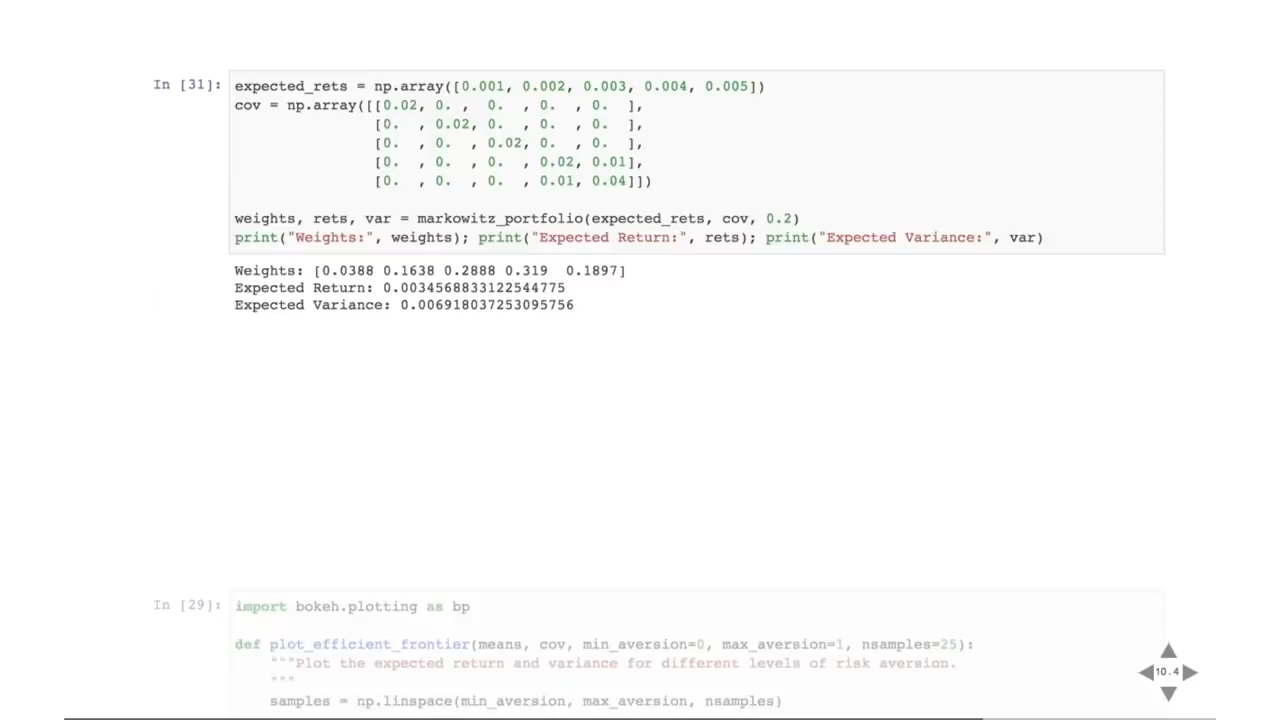 In [31]: expected_rets = np.array([0.001, 0.002, 0.003, 0.004, 0.005])
cov = np.array([[0.02, 0. , 0. , 0. , 0. ],
[0. , 0.02, 0. , 0. , 0. ],
[0. , 0. , 0.02, 0. , 0. ],
[0. , 0. , 0. , 0.02, 0.01],
[0. , 0. , 0. , 0.01, 0.04]])
weights, rets, var = markowitz_portfolio(expected_rets, cov, 0.2)
print("Weights:", weights); print("Expected Return:", rets); print("Expected Variance:", var)
Weights: [0.0388 0.1638 0.2888 0.319  0.1897]
Expected Return: 0.0034568833122544775
Expected Variance: 0.006918037253095756
In [29]: import bokeh.plotting as bp
def plot_efficient_frontier(means, cov, min_aversion=0, max_aversion=1, nsamples=25):
"""Plot the expected return and variance for different levels of risk aversion.
"""
samples = np.linspace(min_aversion, max_aversion, nsamples)
10.4